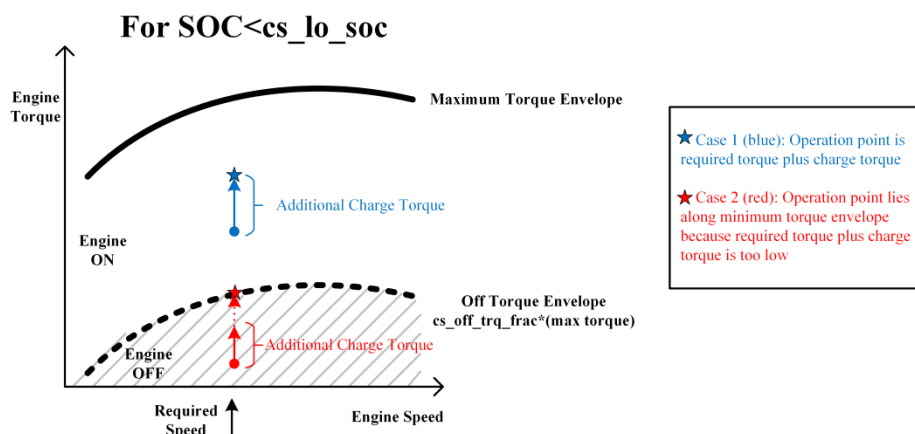 For SOC<cs_lo_soc
Engine
Torque
Maximum Torque Envelope
Case 1 (blue): Operation point is
required torque plus charge torque
Case 2 (red): Operation point lies
along minimum torque envelope
because required torque plus charge
torque is too low
Additional Charge Torque
Engine
ON
Off Torque Envelope
cs_off_trq_frac*(max torque)
Additional Charge Torque
Engine
OFF
Required
Speed
Engine Speed